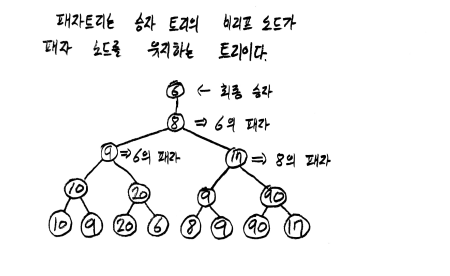 패자트리는 승자 트리의 비리프 노드가
패자 노드를 유지하는 트리이다.
6 ← 최종 승자
8 ⇒ 6의 패자
9 ⇒ 6의 패자 17 ⇒ 8의 패자
10 20 9 90
10 9 20 6 8 9 90 17